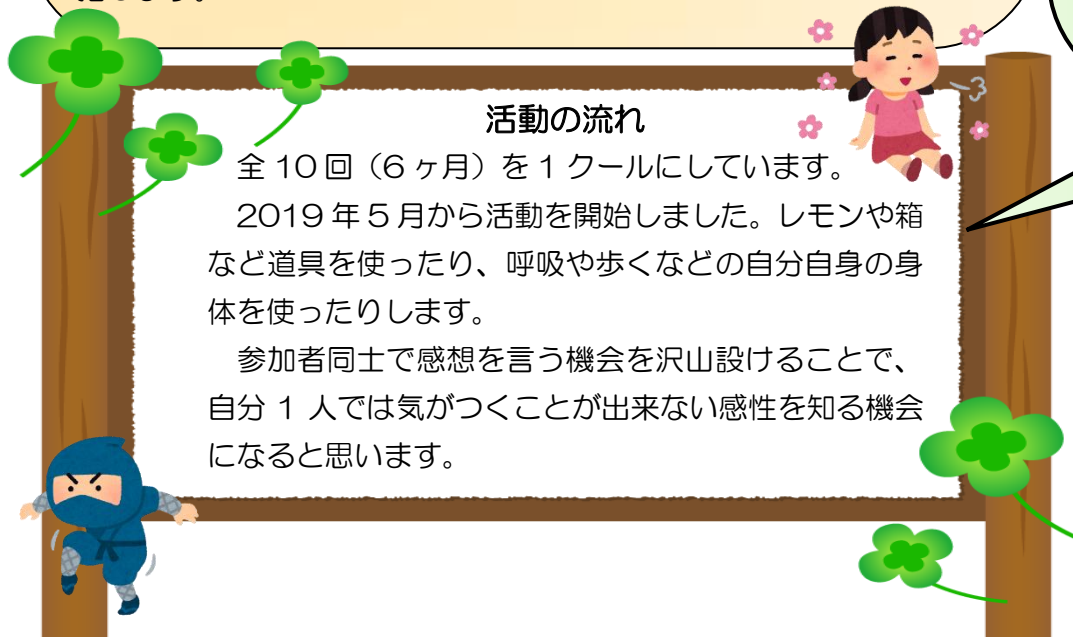 活動の流れ
全 10 回（6 ヶ月）を 1 クールにしています。
2019 年 5 月から活動を開始しました。レモンや箱
など道具を使ったり、呼吸や歩くなどの自分自身の身
体を使ったりします。
参加者同士で感想を言う機会を沢山設けることで、
自分 1 人では気がつくことが出来ない感性を知る機会
になると思います。